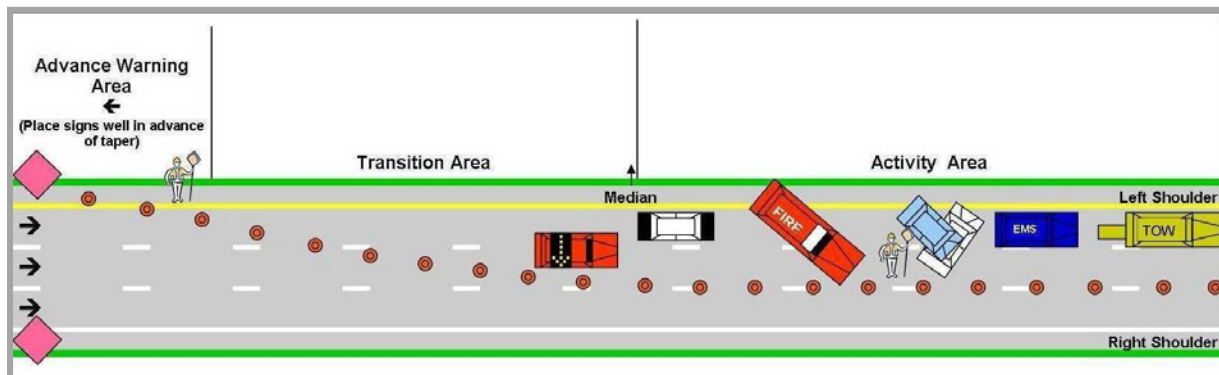 Advance Warning
Area
(Place signs well in advance
of taper)
Transition Area
Activity Area
Median
Left Shoulder
FIRE
EMS
TOW
Right Shoulder